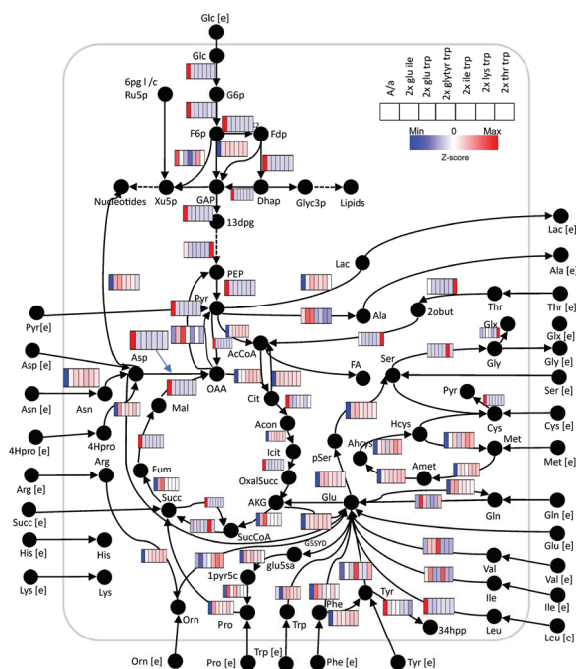 Glc [e]
Glc
6pg l /c
Ru5p
G6p
F6p
Fdp
A/a
2x glu ile
2x glu trp
2x glytyr trp
2x ile trp
2x lys trp
2x thr trp
Min
0
Max
Z-score
Nucleotides
Xu5p
GAP
Dhap
Glyc3p
Lipids
13dpg
PEP
Lac
Lac [e]
Ala [e]
Pyr
Pyr[e]
Ala
2obut
Thr
Thr [e]
Glx
Glx [e]
Asp
Asp [e]
AcCoA
FA
Ser
Gly
Gly [e]
OAA
Asn
Asn [e]
Mal
Cit
Pyr
Ser [e]
Acon
Hcys
Cys
Cys [e]
4Hpro
4Hpro [e]
Arg
Arg [e]
Icit
pSer
Ahcys
Met
Met [e]
Amet
Fum
OxalSucc
Succ
Succ [e]
AKG
Glu
Gln
Gln [e]
SucCoA
GSSYD
Glu [e]
His [e]
His
glu5sa
Val
Val [e]
Lys [e]
Lys
1pyr5c
Tyr
Ile
Ile [e]
Orn
Pro
Trp
Phe
34hpp
Leu
Leu [c]
Orn [e]
Pro [e]
Trp [e]
Phe [e]
Tyr [e]